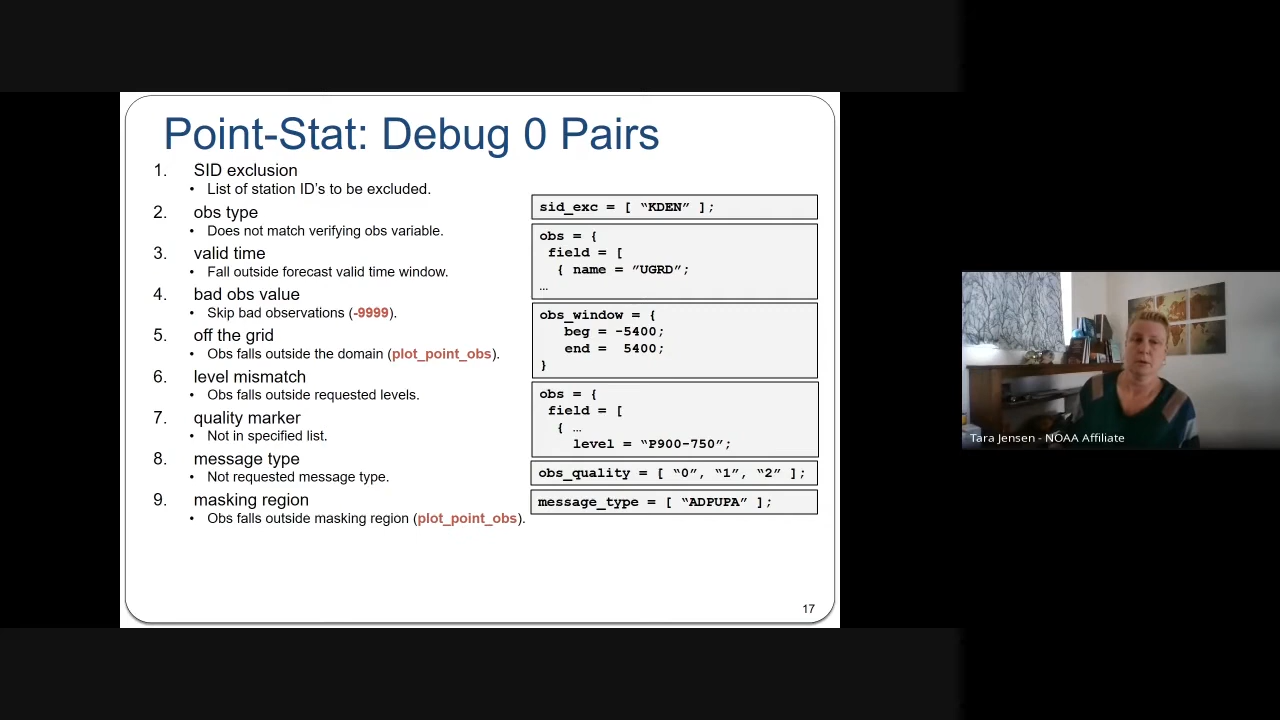 Point-Stat: Debug 0 Pairs
1. SID exclusion
• List of station ID's to be excluded.
2. obs type
• Does not match verifying obs variable.
3. valid time
• Fall outside forecast valid time window.
4. bad obs value
• Skip bad observations (-9999).
5. off the grid
• Obs falls outside the domain (plot_point_obs).
6. level mismatch
• Obs falls outside requested levels.
7. quality marker
• Not in specified list.
8. message type
• Not requested message type.
9. masking region
• Obs falls outside masking region (plot_point_obs).
sid_exc = [ “KDEN” ];
obs = {
field = [
{ name = ”UGRD”;
…
obs_window = {
beg = -5400;
end = 5400;
}
obs = {
field = [
{ …
level = “P900-750”;
obs_quality = [ “0”, “1”, “2” ];
message_type = [ “ADPUPA” ];
17
Tara Jensen - NOAA Affiliate